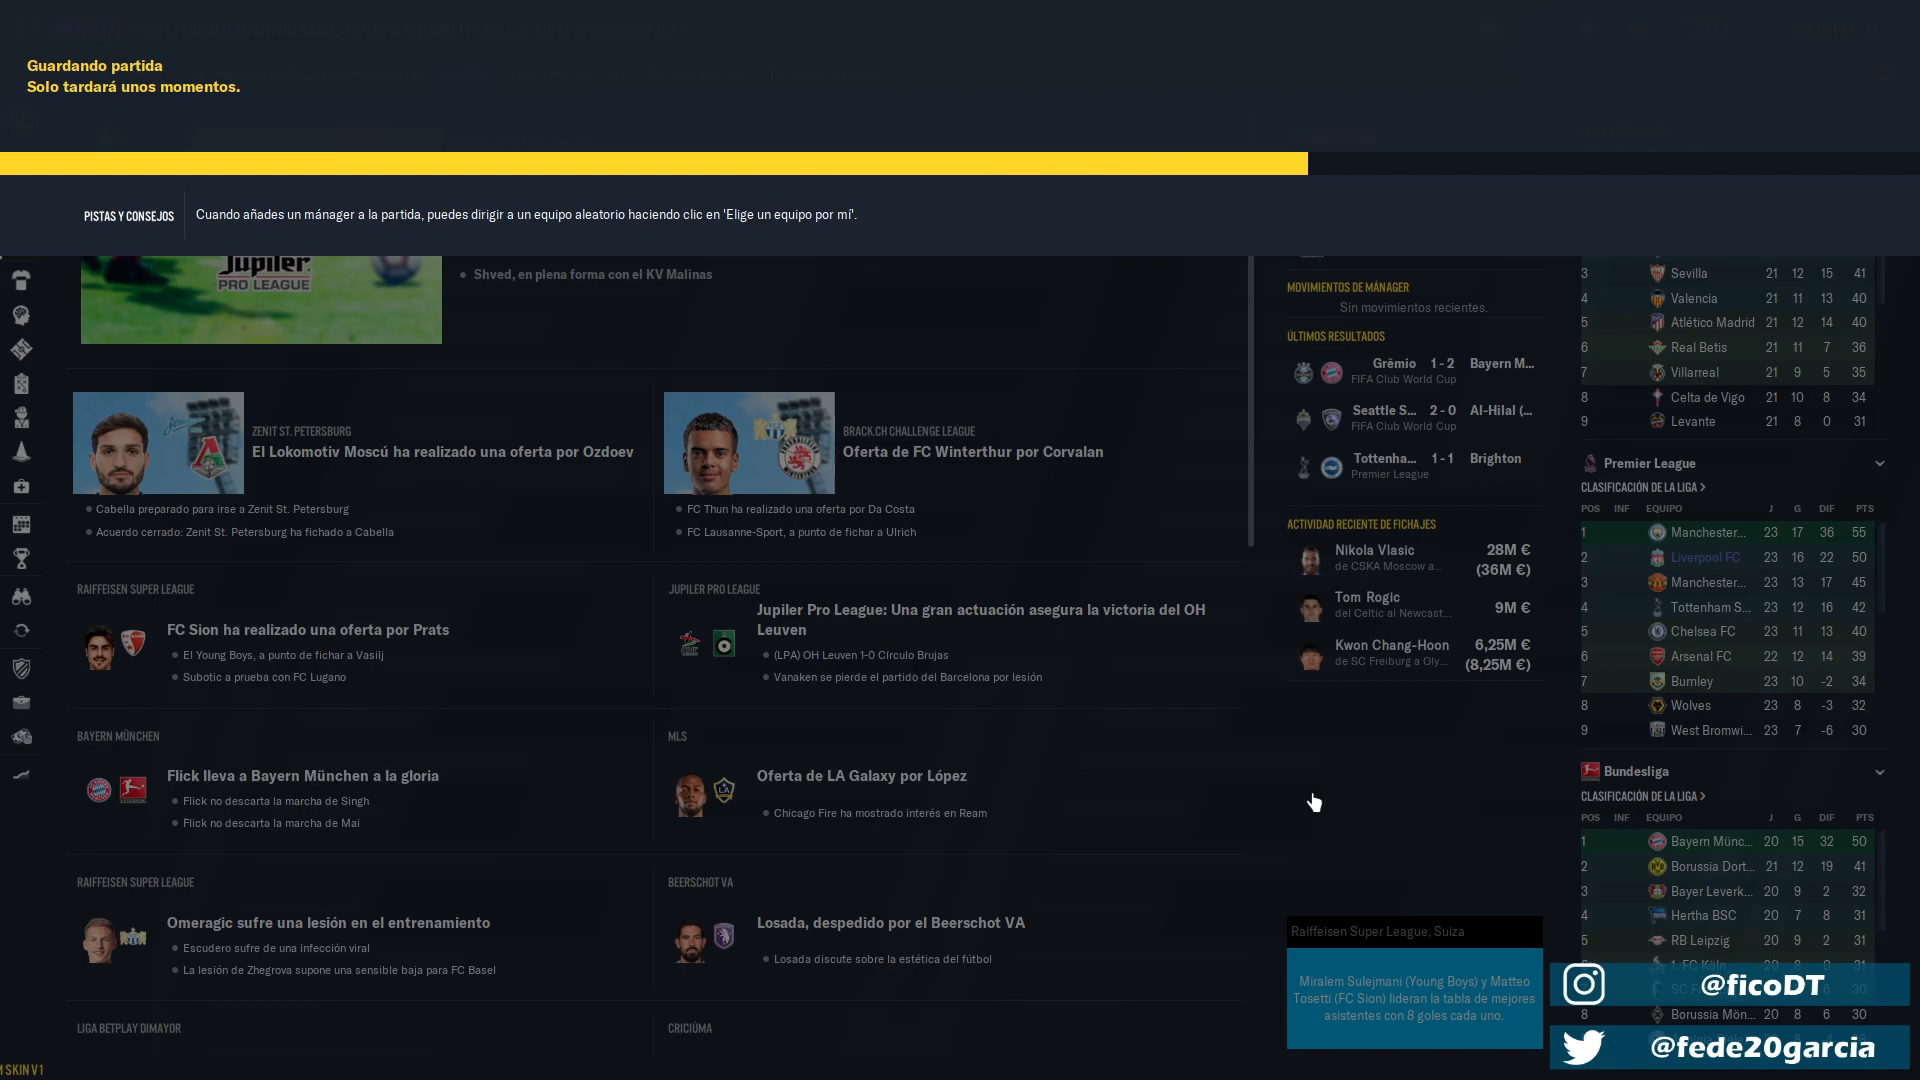 Guardando partida
Solo tardará unos momentos.
PISTAS Y CONSEJOS
Cuando añades un mánager a la partida, puedes dirigir a un equipo aleatorio haciendo clic en 'Elige un equipo por mí'.
Jupiler
PRO LEAGUE
Shved, en plena forma con el KV Malinas
ZENIT ST. PETERSBURG
El Lokomotiv Moscú ha realizado una oferta por Ozdoev
Cabella preparado para irse a Zenit St. Petersburg
Acuerdo cerrado: Zenit St. Petersburg ha fichado a Cabella
BRACK.CH CHALLENGE LEAGUE
Oferta de FC Winterthur por Corvalan
FC Thun ha realizado una oferta por Da Costa
FC Lausanne-Sport, a punto de fichar a Ulrich
RAIFFEISEN SUPER LEAGUE
FC Sion ha realizado una oferta por Prats
El Young Boys, a punto de fichar a Vasilj
Subotic a prueba con FC Lugano
JUPILER PRO LEAGUE
Jupiler Pro League: Una gran actuación asegura la victoria del OH
Leuven
(LPA) OH Leuven 1-0 Círculo Brujas
Vanaken se pierde el partido del Barcelona por lesión
BAYERN MÜNCHEN
Flick lleva a Bayern München a la gloria
Flick no descarta la marcha de Singh
Flick no descarta la marcha de Mai
MLS
Oferta de LA Galaxy por López
Chicago Fire ha mostrado interés en Ream
RAIFFEISEN SUPER LEAGUE
Omeragic sufre una lesión en el entrenamiento
Escudero sufre de una infección viral
La lesión de Zhegrova supone una sensible baja para FC Basel
BEERSCHOT VA
Losada, despedido por el Beerschot VA
Losada discute sobre la estética del fútbol
LIGA BETPLAY DIMAYOR
CRICIÚMA
M SKIN V1
MOVIMIENTOS DE MÁNAGER
Sin movimientos recientes.
ÚLTIMOS RESULTADOS
Grêmio 1 - 2 Bayern M...
FIFA Club World Cup
Seattle S... 2 - 0 Al-Hilal (...
FIFA Club World Cup
Tottenha... 1 - 1 Brighton
Premier League
ACTIVIDAD RECIENTE DE FICHAJES
Nikola Vlasic 28M €
de CSKA Moscow a... (36M €)
Tom Rogic 9M €
del Celtic al Newcast...
Kwon Chang-Hoon 6,25M €
de SC Freiburg a Oly... (8,25M €)
Raiffeisen Super League, Suiza
Miralem Sulejmani (Young Boys) y Matteo
Tosetti (FC Sion) lideran la tabla de mejores
asistentes con 8 goles cada uno.
3 Sevilla 21 12 15 41
4 Valencia 21 11 13 40
5 Atlético Madrid 21 12 14 40
6 Real Betis 21 11 7 36
7 Villarreal 21 9 5 35
8 Celta de Vigo 21 10 8 34
9 Levante 21 8 0 31
Premier League
CLASIFICACIÓN DE LA LIGA >
POS INF EQUIPO J G DIF PTS
1 Manchester... 23 17 36 55
2 Liverpool FC 23 16 22 50
3 Manchester... 23 13 17 45
4 Tottenham S... 23 12 16 42
5 Chelsea FC 23 11 13 40
6 Arsenal FC 22 12 14 39
7 Burnley 23 10 -2 34
8 Wolves 23 8 -3 32
9 West Bromwi... 23 7 -6 30
Bundesliga
CLASIFICACIÓN DE LA LIGA >
POS INF EQUIPO J G DIF PTS
1 Bayern Münc... 20 15 32 50
2 Borussia Dort... 21 12 19 41
3 Bayer Leverk... 20 9 2 32
4 Hertha BSC 20 7 8 31
5 RB Leipzig 20 9 2 31
1. FC Köln 20 8 0 31
@ficoDT
8 Borussia Mön... 20 8 6 30
@fede20garcia